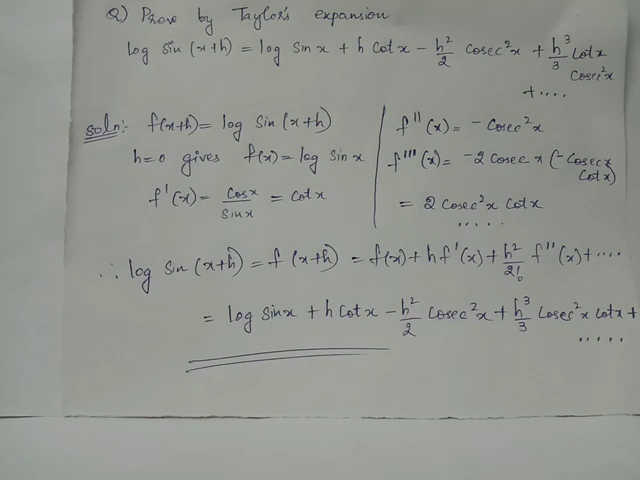 Q) Prove by Taylor's expansion
log sin (x+h) = log sin x + h cot x − h²/2 cosec²x + h³/3 cot x cosec²x
+ ....
soln:- f(x+h) = log sin (x+h)
h=0 gives f(x) = log sin x
f'(x) = cos x / sin x = cot x
f''(x) = − cosec²x
f'''(x) = −2 cosec x (−cosec x cot x)
= 2 cosec²x cot x
.....
∴ log sin (x+h) = f (x+h) = f(x) + h f'(x) + h²/2! f''(x) + ....
= log sin x + h cot x − h²/2 cosec²x + h³/3 cosec²x cot x +
.....